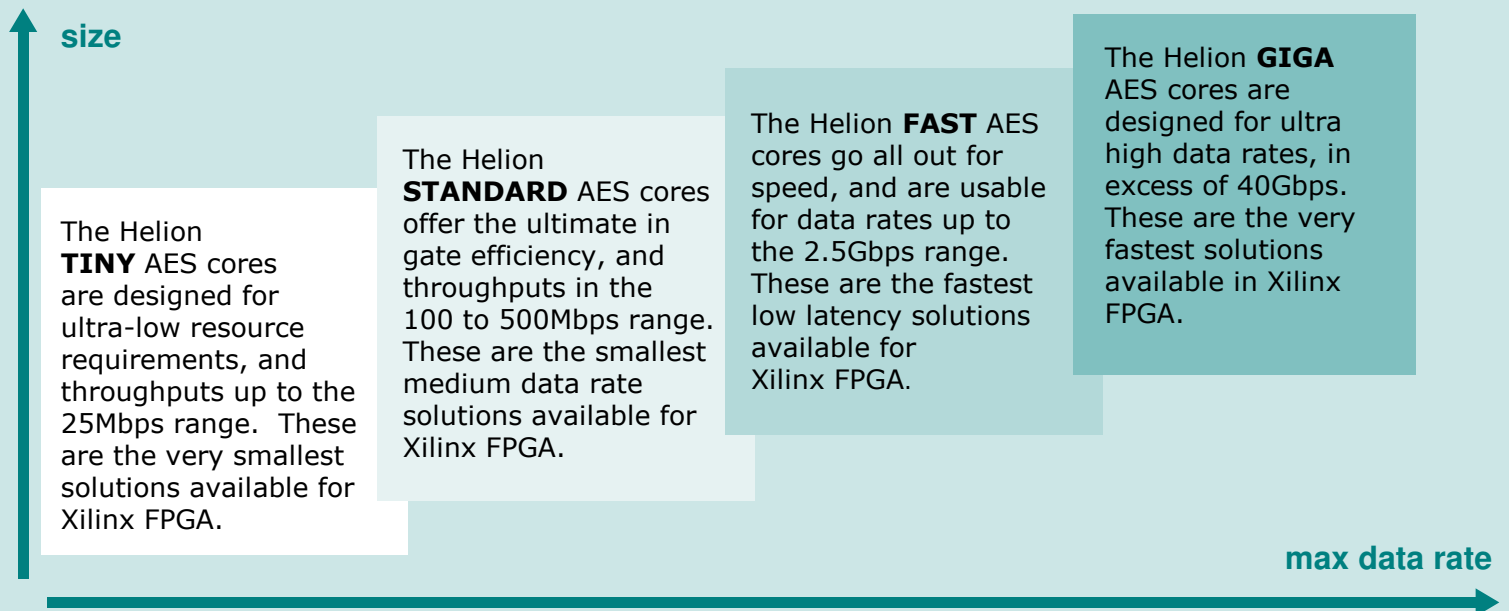 size
The Helion
TINY AES cores
are designed for
ultra-low resource
requirements, and
throughputs up to the
25Mbps range.  These
are the very smallest
solutions available for
Xilinx FPGA.
The Helion
STANDARD AES cores
offer the ultimate in
gate efficiency, and
throughputs in the
100 to 500Mbps range.
These are the smallest
medium data rate
solutions available for
Xilinx FPGA.
The Helion FAST AES
cores go all out for
speed, and are usable
for data rates up to
the 2.5Gbps range.
These are the fastest
low latency solutions
available for
Xilinx FPGA.
The Helion GIGA
AES cores are
designed for ultra
high data rates, in
excess of 40Gbps.
These are the very
fastest solutions
available in Xilinx
FPGA.
max data rate